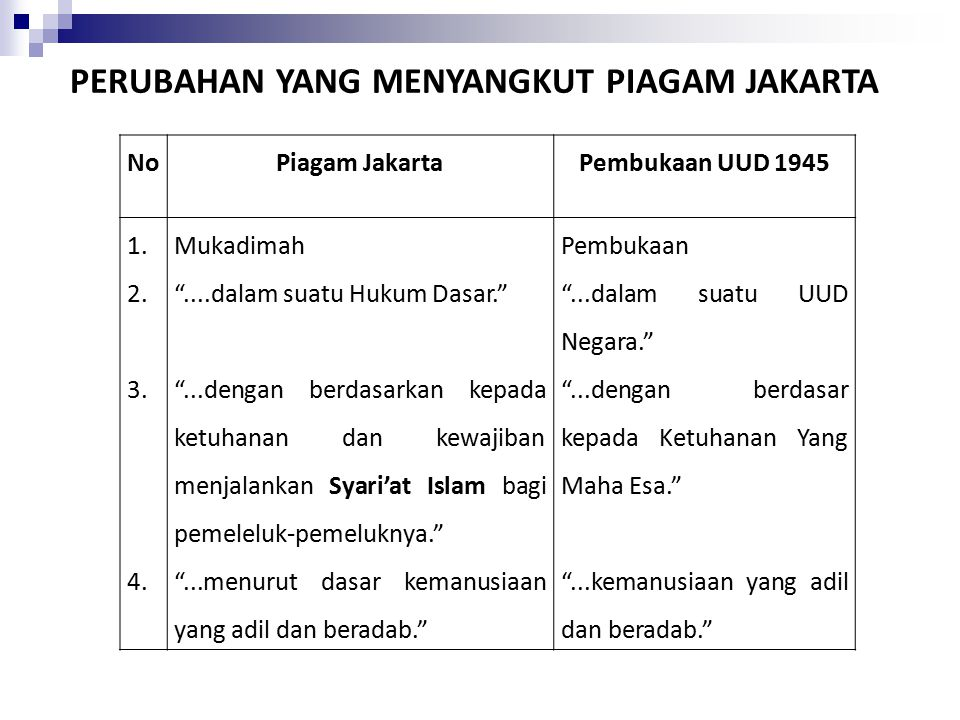 PERUBAHAN YANG MENYANGKUT PIAGAM JAKARTA
No Piagam Jakarta Pembukaan UUD 1945
1. Mukadimah Pembukaan
2. “....dalam suatu Hukum Dasar.” “...dalam suatu UUD
Negara.”
3. “...dengan berdasarkan kepada “...dengan berdasar
ketuhanan dan kewajiban kepada Ketuhanan Yang
menjalankan Syari’at Islam bagi Maha Esa.”
pemeleluk-pemeluknya.”
4. “...menurut dasar kemanusiaan “...kemanusiaan yang adil
yang adil dan beradab.” dan beradab.”